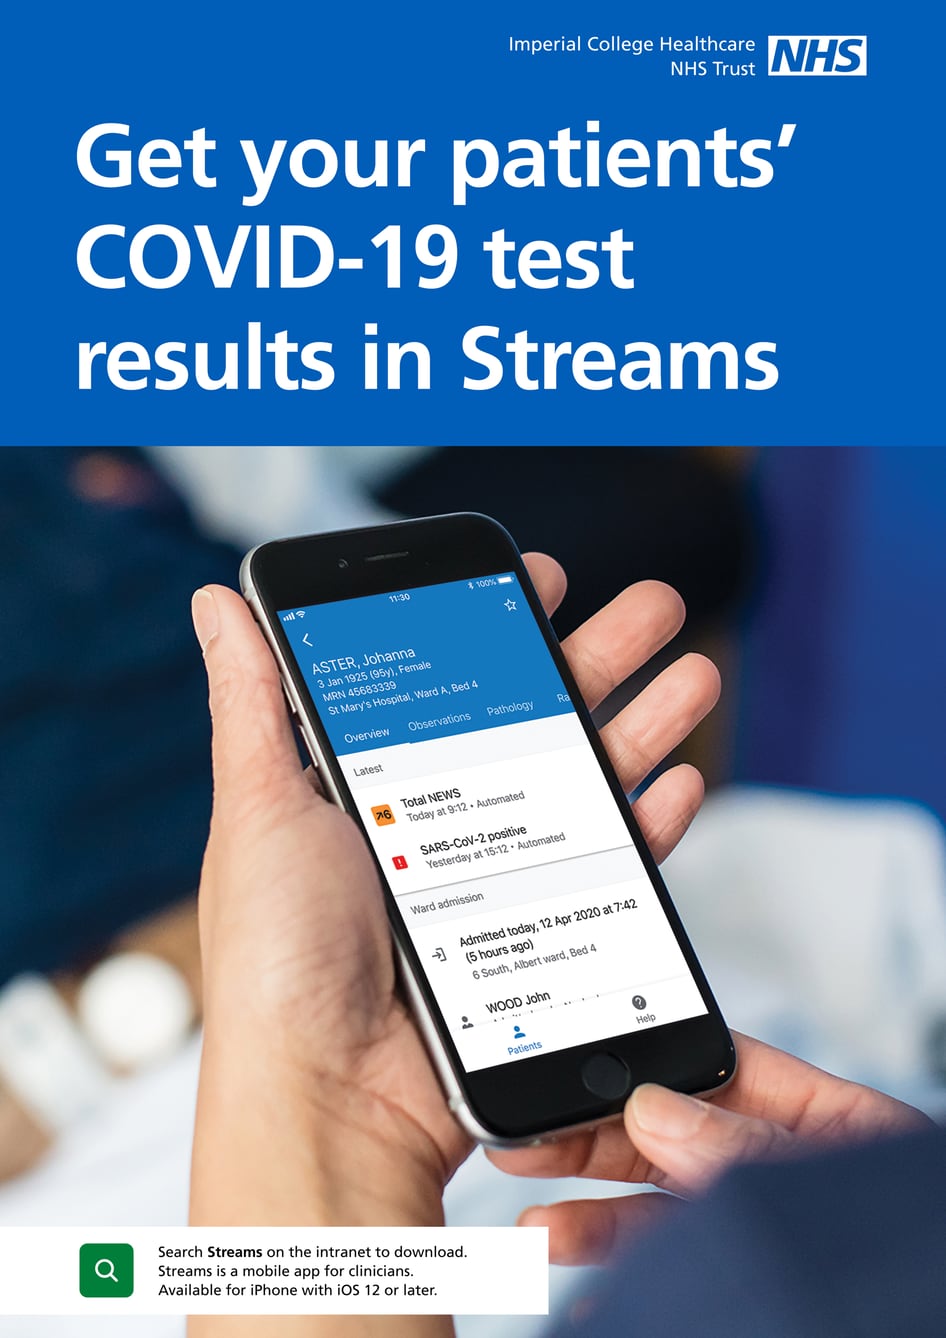 Imperial College Healthcare
NHS Trust
NHS
Get your patients’
COVID-19 test
results in Streams
11:30
100%
ASTER, Johanna
3 Jan 1925 (95y), Female
MRN 45683339
St Mary's Hospital, Ward A, Bed 4
Overview Observations Pathology Ra
Latest
6
Total NEWS
Today at 9:12 • Automated
SARS-CoV-2 positive
Yesterday at 15:12 • Automated
Ward admission
Admitted today, 12 Apr 2020 at 7:42
(5 hours ago)
6 South, Albert ward, Bed 4
WOOD John
Patients
Help
Search Streams on the intranet to download.
Streams is a mobile app for clinicians.
Available for iPhone with iOS 12 or later.